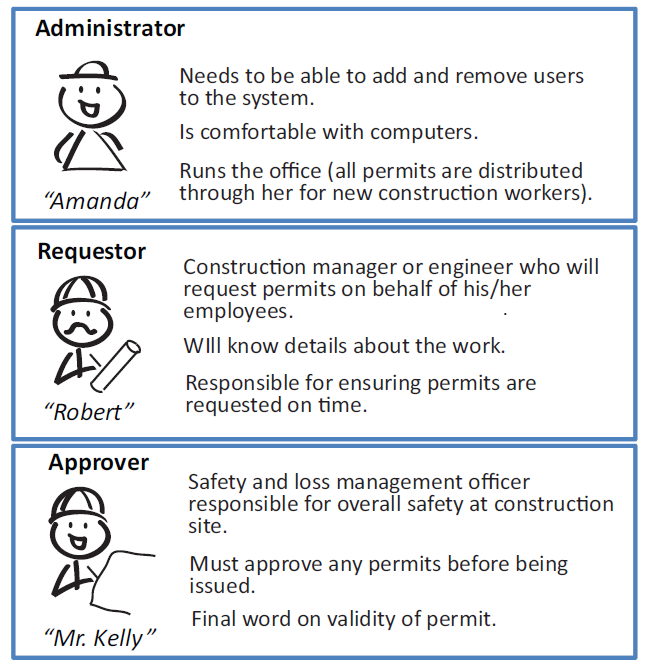 Administrator
Needs to be able to add and remove users
to the system.
Is comfortable with computers.
Runs the office (all permits are distributed
through her for new construction workers).
“Amanda”
Requestor
Construction manager or engineer who will
request permits on behalf of his/her
employees.
WIll know details about the work.
Responsible for ensuring permits are
requested on time.
“Robert”
Approver
Safety and loss management officer
responsible for overall safety at construction
site.
Must approve any permits before being
issued.
Final word on validity of permit.
“Mr. Kelly”